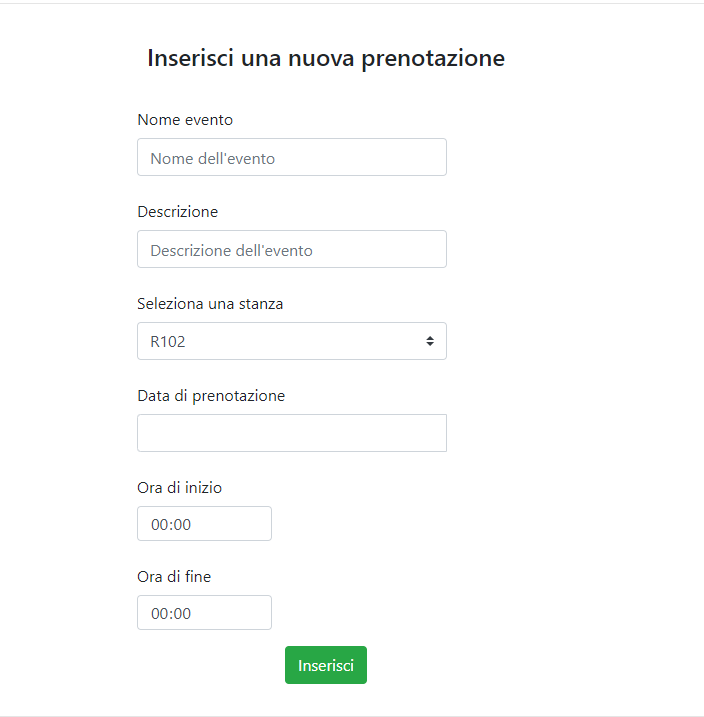 Inserisci una nuova prenotazione
Nome evento
Nome dell'evento
Descrizione
Descrizione dell'evento
Seleziona una stanza
R102
Data di prenotazione
Ora di inizio
00:00
Ora di fine
00:00
Inserisci